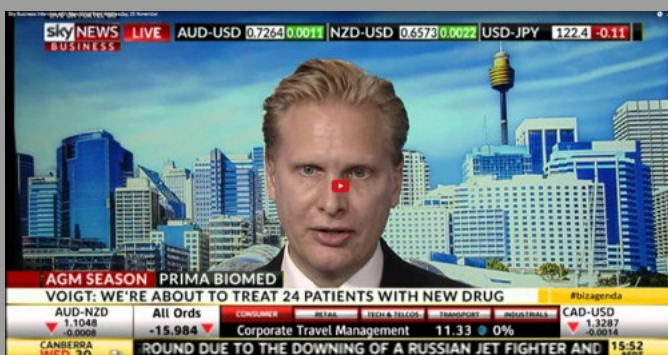 sky NEWS LIVE AUD-USD 0.7264 0.0011 NZD-USD 0.6573 0.0022 USD-JPY 122.4 -0.11
BUSINESS
AGM SEASON PRIMA BIOMED
VOIGT: WE'RE ABOUT TO TREAT 24 PATIENTS WITH NEW DRUG #bizagenda
AUD-NZD All Ords CONSUMER RETAIL TECH & TELCOS TRANSPORT INDUSTRIALS CAD-USD
1.1048 1.3287
-0.0008 -15.984 Corporate Travel Management 11.33 0% -0.0014
CANBERRA ROUND DUE TO THE DOWNING OF A RUSSIAN JET FIGHTER AND 15:52
WED 20